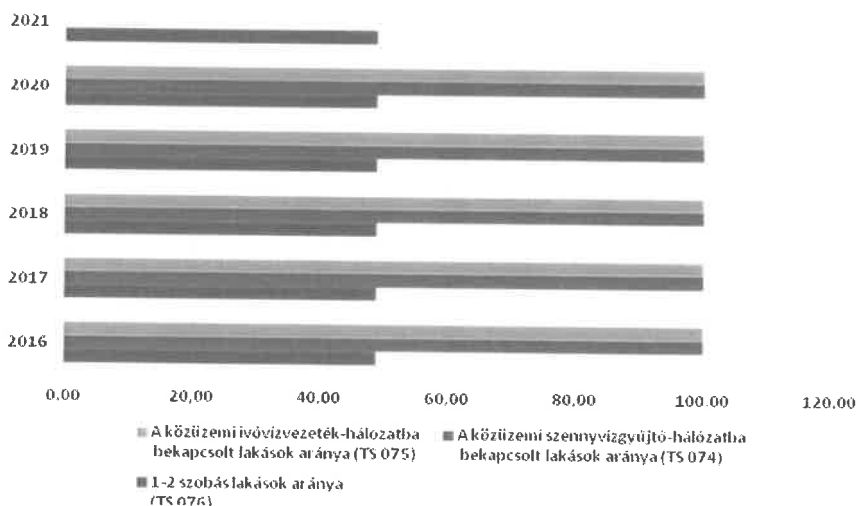 2021
2020
2019
2018
2017
2016
0,00 20,00 40,00 60,00 80,00 100,00 120,00
A közüzemi ivóvízvezeték-hálózatba
bekapcsolt lakások aránya (TS 075)
A közüzemi szennyvízgyűjtő-hálózatba
bekapcsolt lakások aránya (TS 074)
1-2 szobás lakások aránya
(TS 076)